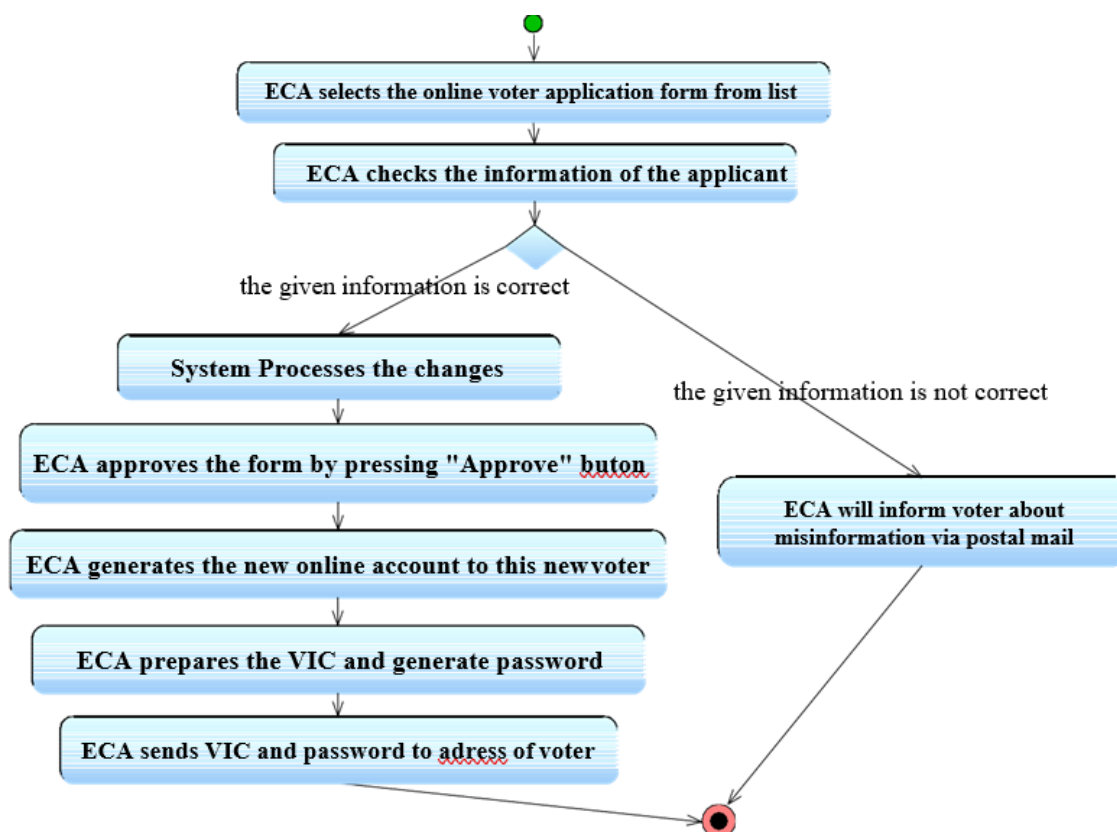 ECA selects the online voter application form from list
ECA checks the information of the applicant
the given information is correct
System Processes the changes
the given information is not correct
ECA approves the form by pressing "Approve" buton
ECA will inform voter about
misinformation via postal mail
ECA generates the new online account to this new voter
ECA prepares the VIC and generate password
ECA sends VIC and password to adress of voter